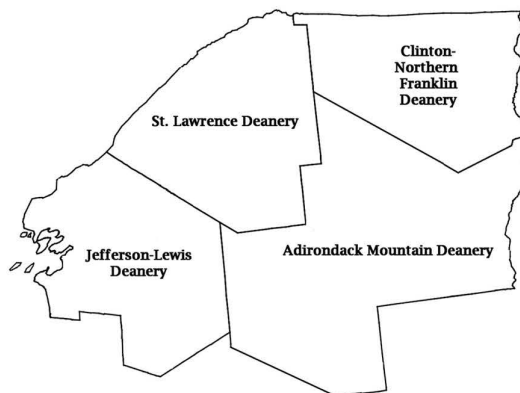 Clinton-
Northern
Franklin
Deanery
St. Lawrence Deanery
Jefferson-Lewis
Deanery
Adirondack Mountain Deanery